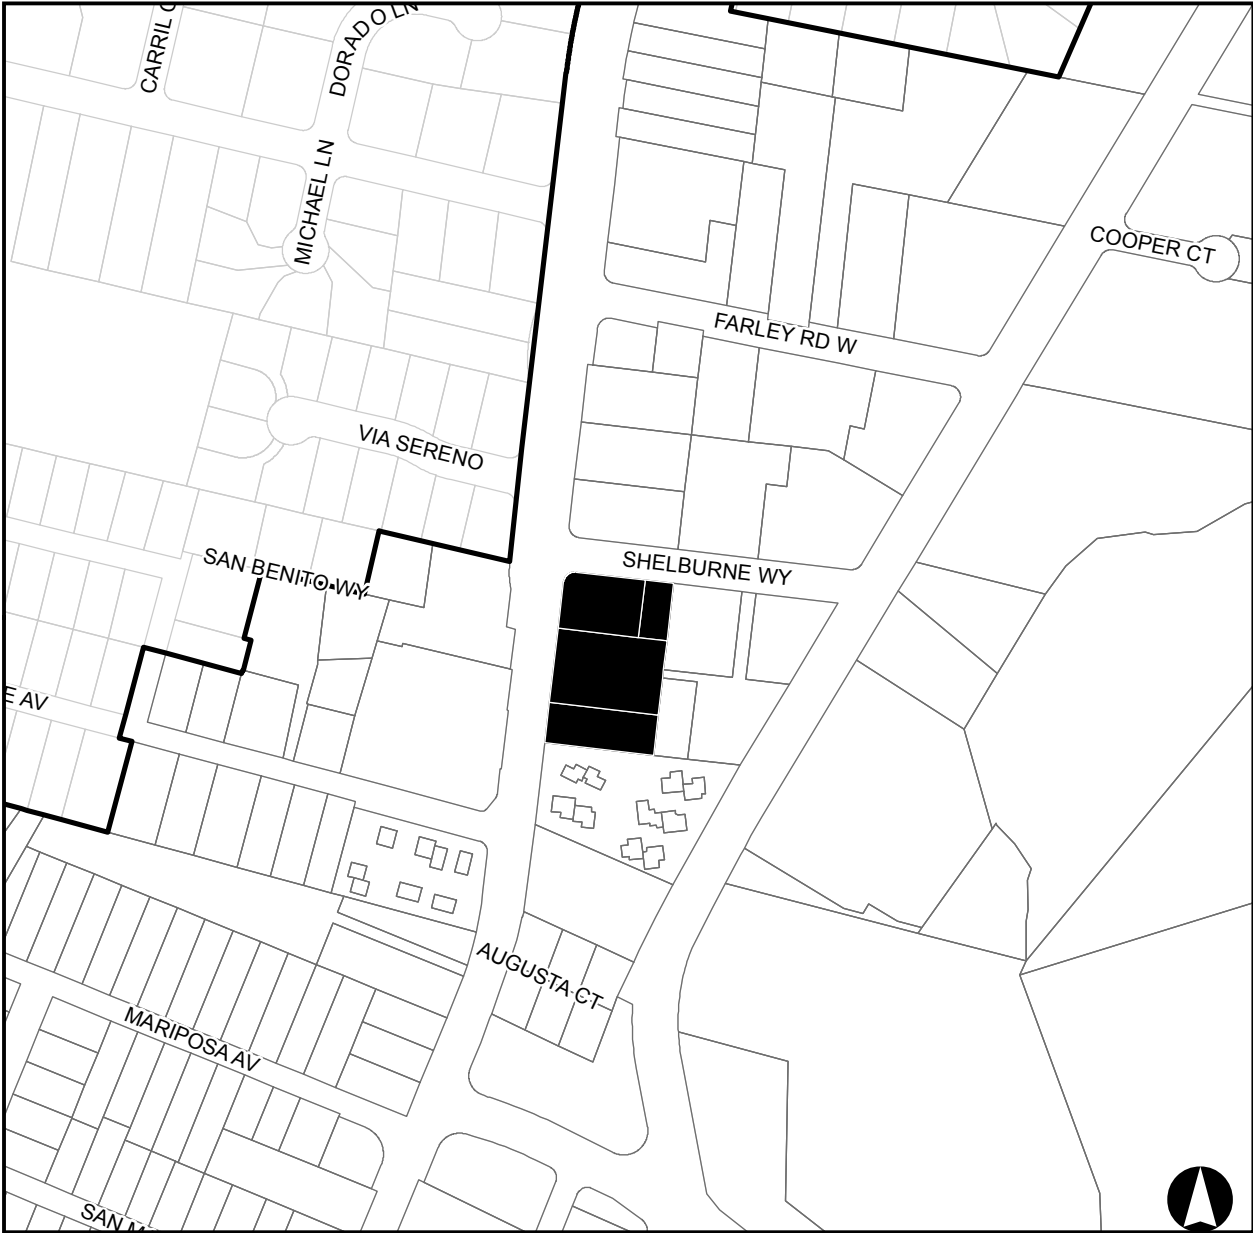 CARRIL C
DORADO LN
MICHAEL LN
COOPER CT
FARLEY RD W
VIA SERENO
SAN BENITO WY
SHELBURNE WY
E AV
AUGUSTA CT
MARIPOSA AV
SAN M